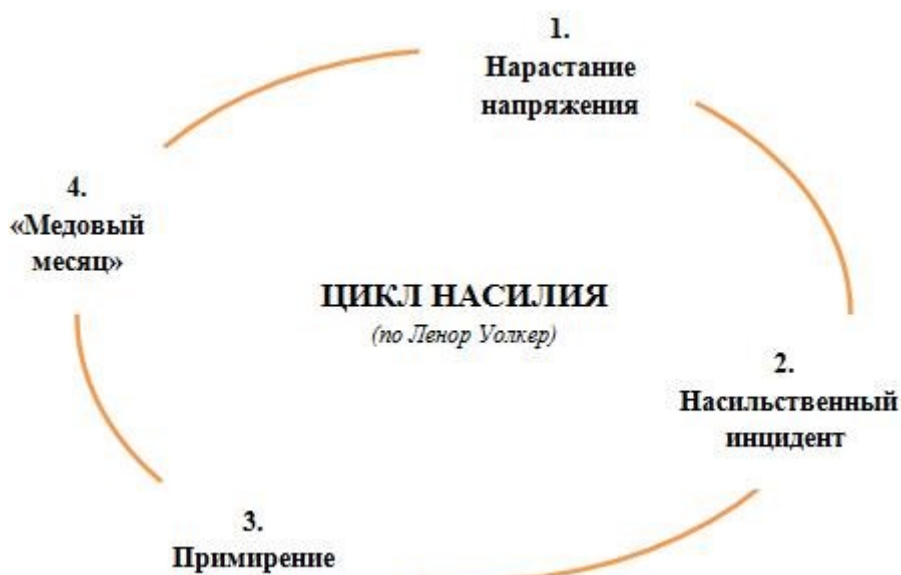 1.
Нарастание
напряжения
4.
«Медовый
месяц»
ЦИКЛ НАСИЛИЯ
(по Ленор Уолкер)
2.
Насильственный
инцидент
3.
Примирение